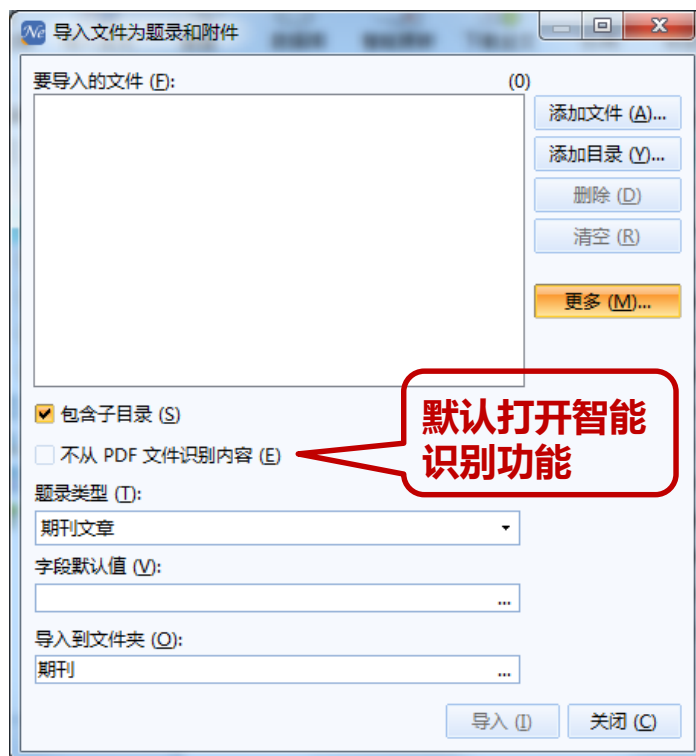 Ne 导入文件为题录和附件
要导入的文件 (F): (0)
添加文件 (A)...
添加目录 (Y)...
删除 (D)
清空 (R)
更多 (M)...
包含子目录 (S)
默认打开智能
识别功能
不从 PDF 文件识别内容 (E)
题录类型 (T):
期刊文章
字段默认值 (V):
...
导入到文件夹 (O):
期刊 ...
导入 (I) 关闭 (C)